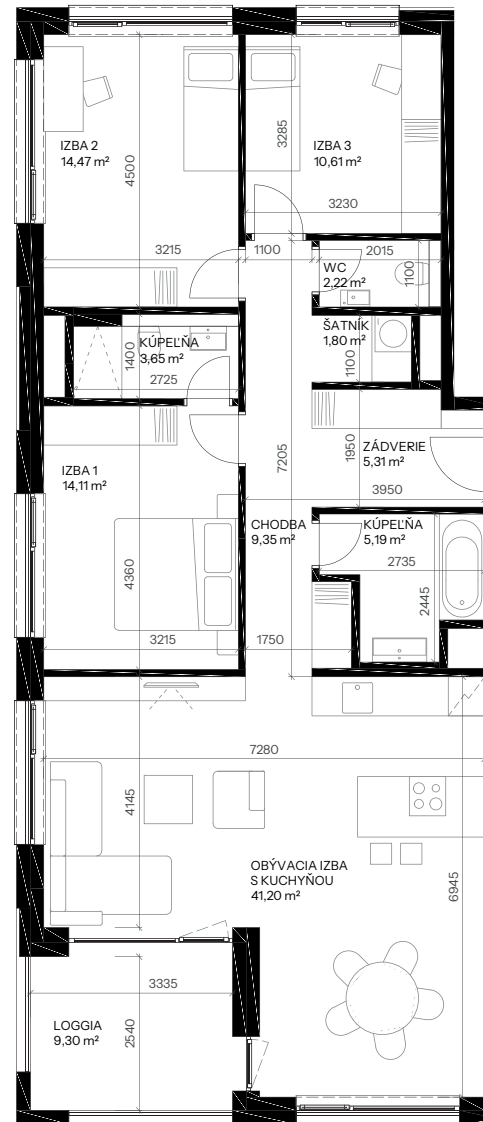 IZBA 2
14,47 m²
4500
3285
IZBA 3
10,61 m²
3230
3215
1100
2015
WC
2,22 m²
1100
KÚPEĽŇA
3,65 m²
1400
2725
ŠATNÍK
1,80 m²
1100
IZBA 1
14,11 m²
7205
1950
ZÁDVERIE
5,31 m²
3950
CHODBA
9,35 m²
KÚPEĽŇA
5,19 m²
2735
4360
2445
3215
1750
7280
4145
OBÝVACIA IZBA
S KUCHYŇOU
41,20 m²
6945
3335
LOGGIA
9,30 m²
2540